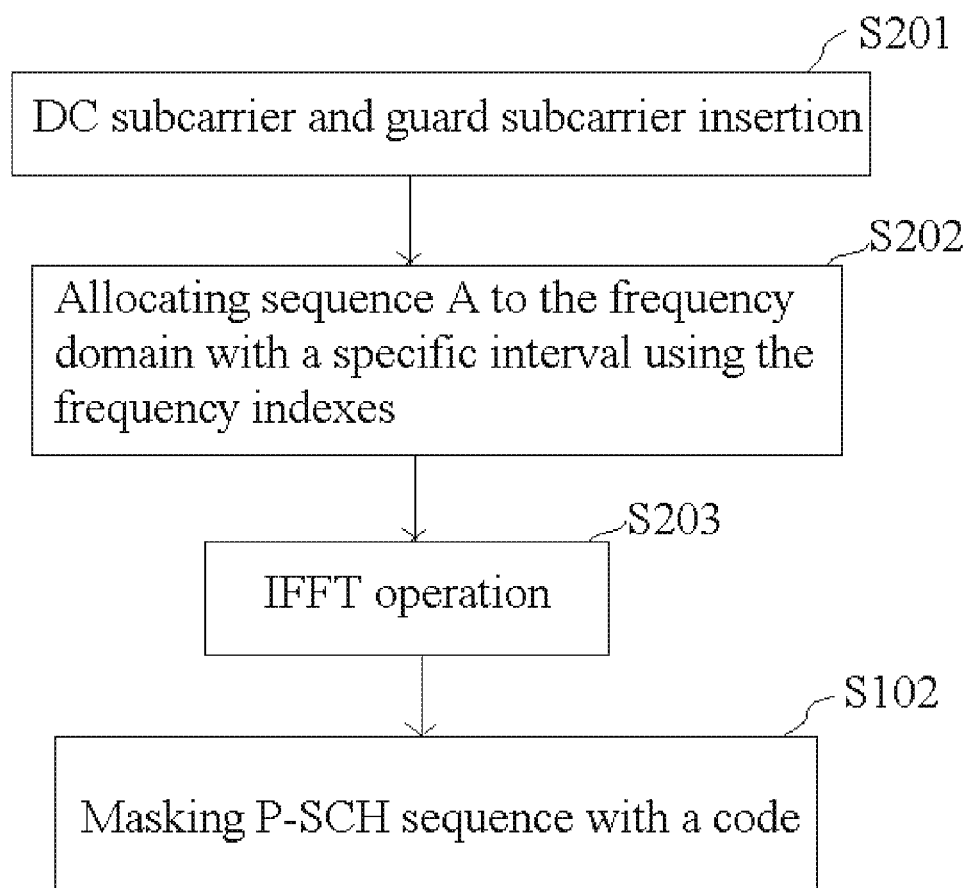 S201
DC subcarrier and guard subcarrier insertion
S202
Allocating sequence A to the frequency
domain with a specific interval using the
frequency indexes
S203
IFFT operation
S102
Masking P-SCH sequence with a code